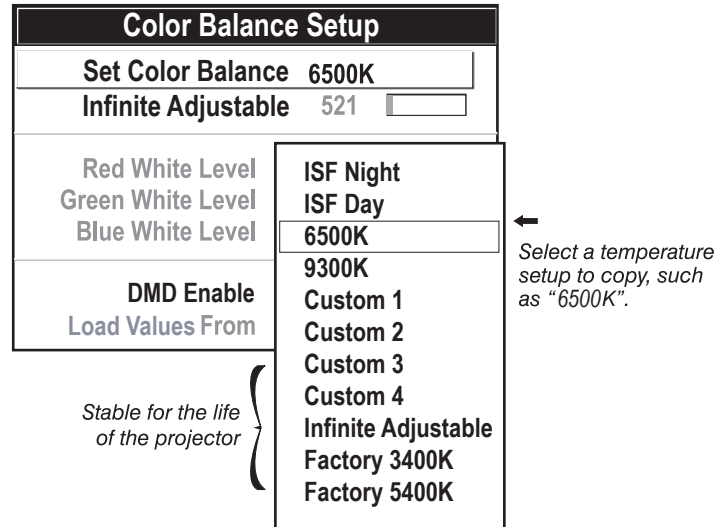 Color Balance Setup
Set Color Balance 6500K
Infinite Adjustable 521
Red White Level
Green White Level
Blue White Level
DMD Enable
Load Values From
ISF Night
ISF Day
6500K
9300K
Custom 1
Custom 2
Custom 3
Custom 4
Infinite Adjustable
Factory 3400K
Factory 5400K
Select a temperature
setup to copy, such
as “6500K”.
Stable for the life
of the projector